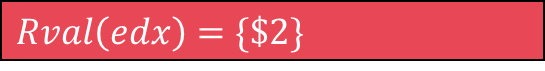 Rval(edx) = {$2}